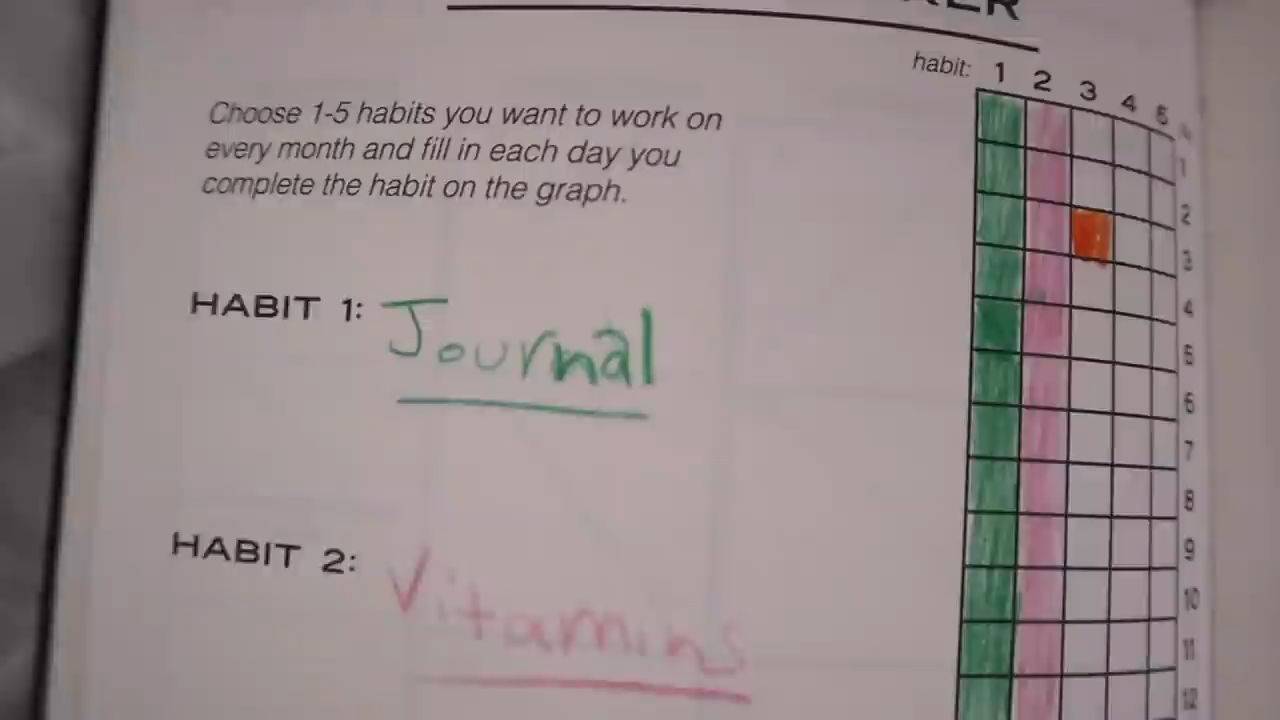 habit: 1 2 3 4 5
Choose 1-5 habits you want to work on
every month and fill in each day you
complete the habit on the graph.
HABIT 1: Journal
HABIT 2: Vitamins
1
2
3
4
5
6
7
8
9
10
11
12